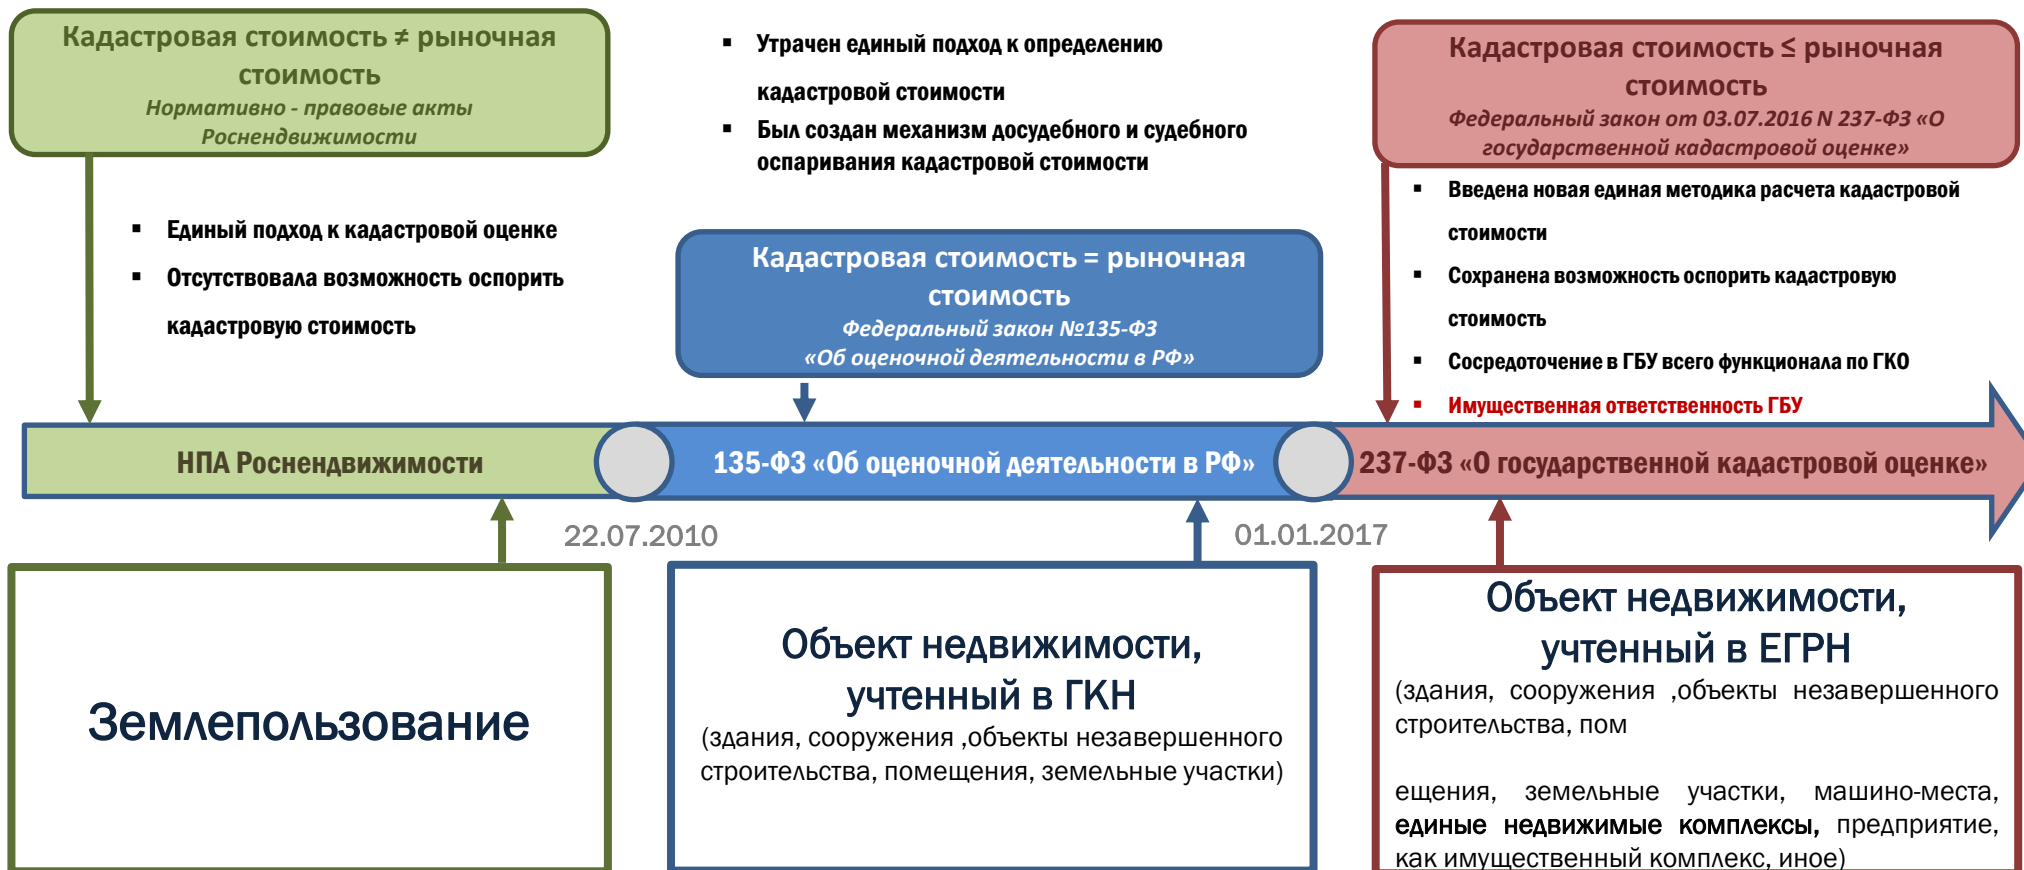 Кадастровая стоимость ≠ рыночная
стоимость
Нормативно - правовые акты
Роснендвижимости
▪ Единый подход к кадастровой оценке
▪ Отсутствовала возможность оспорить
кадастровую стоимость
▪ Утрачен единый подход к определению
кадастровой стоимости
▪ Был создан механизм досудебного и судебного
оспаривания кадастровой стоимости
Кадастровая стоимость = рыночная
стоимость
Федеральный закон №135-ФЗ
«Об оценочной деятельности в РФ»
Кадастровая стоимость ≤ рыночная
стоимость
Федеральный закон от 03.07.2016 N 237-ФЗ «О
государственной кадастровой оценке»
▪ Введена новая единая методика расчета кадастровой
стоимости
▪ Сохранена возможность оспорить кадастровую
стоимость
▪ Сосредоточение в ГБУ всего функционала по ГКО
▪ Имущественная ответственность ГБУ
НПА Роснендвижимости
135-ФЗ «Об оценочной деятельности в РФ»
237-ФЗ «О государственной кадастровой оценке»
22.07.2010
01.01.2017
Землепользование
Объект недвижимости,
учтенный в ГКН
(здания, сооружения ,объекты незавершенного
строительства, помещения, земельные участки)
Объект недвижимости,
учтенный в ЕГРН
(здания, сооружения ,объекты незавершенного
строительства, пом
ещения, земельные участки, машино-места,
единые недвижимые комплексы, предприятие,
как имущественный комплекс, иное)